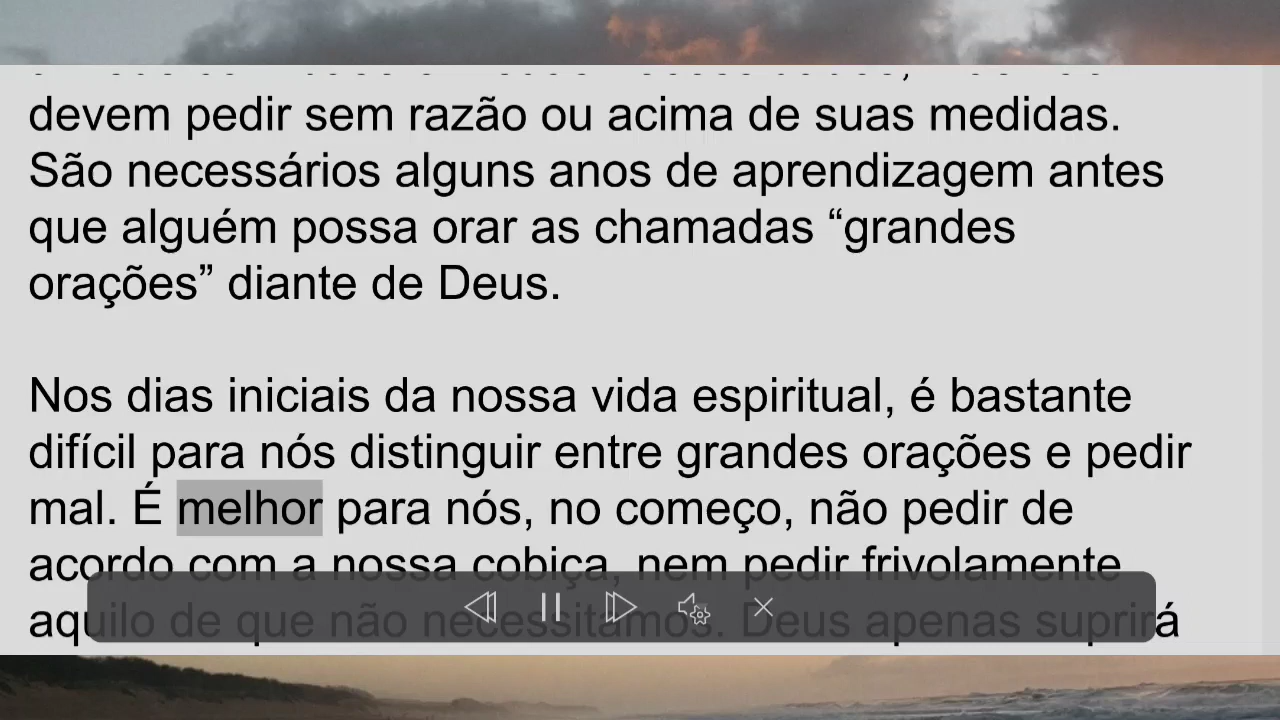 devem pedir sem razão ou acima de suas medidas.
São necessários alguns anos de aprendizagem antes
que alguém possa orar as chamadas “grandes
orações” diante de Deus.
Nos dias iniciais da nossa vida espiritual, é bastante
difícil para nós distinguir entre grandes orações e pedir
mal. É melhor para nós, no começo, não pedir de
acordo com a nossa cobiça, nem pedir frivolamente
aquilo de que não necessitamos. Deus apenas suprirá